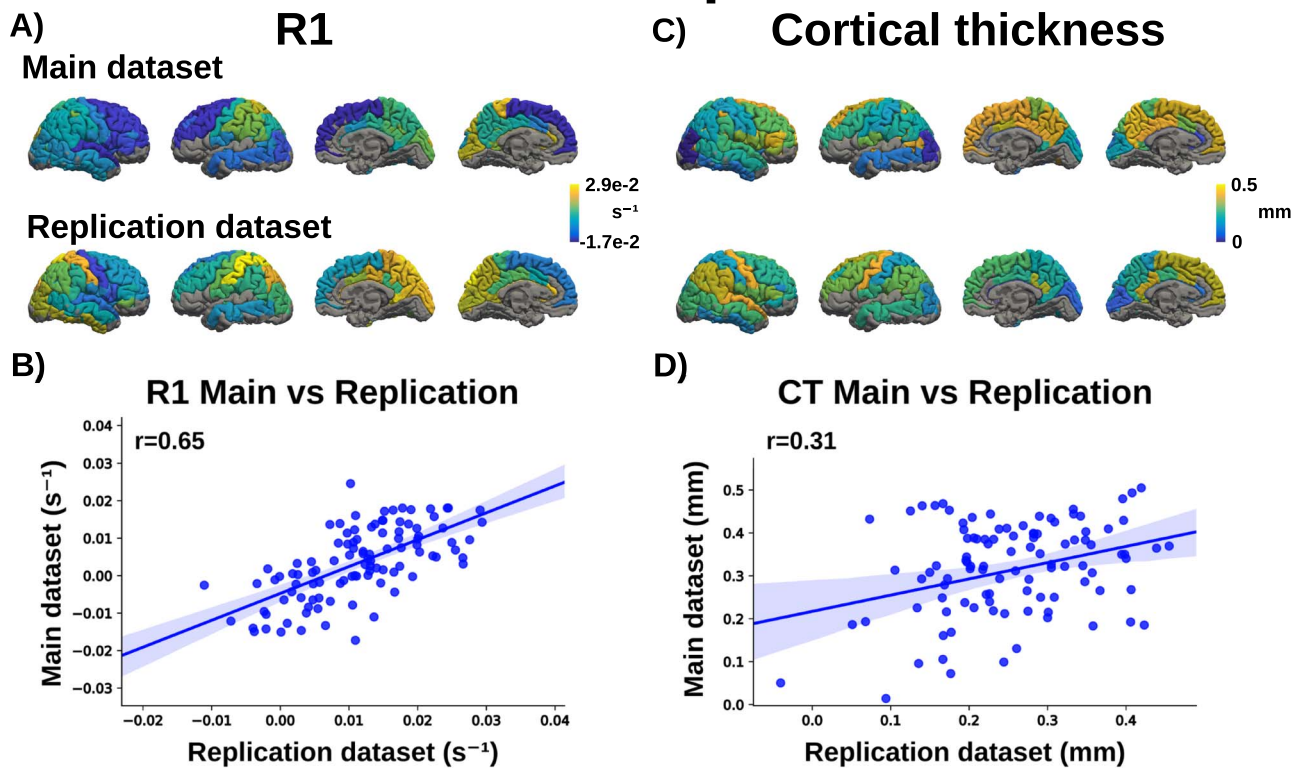 A)
R1
C)
Cortical thickness
Main dataset
2.9e-2
s⁻¹
-1.7e-2
0.5
mm
0
Replication dataset
B)
R1 Main vs Replication
r=0.65
0.04
0.03
0.02
0.01
0.00
−0.01
−0.02
−0.03
Main dataset (s⁻¹)
−0.02 −0.01 0.00 0.01 0.02 0.03 0.04
Replication dataset (s⁻¹)
D)
CT Main vs Replication
r=0.31
0.5
0.4
0.3
0.2
0.1
0.0
Main dataset (mm)
0.0 0.1 0.2 0.3 0.4
Replication dataset (mm)